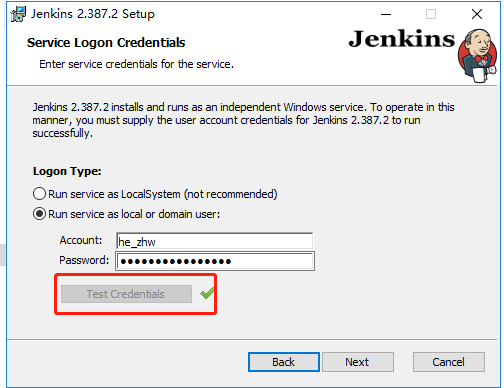 Jenkins 2.387.2 Setup
Service Logon Credentials
Enter service credentials for the service.
Jenkins
Jenkins 2.387.2 installs and runs as an independent Windows service. To operate in this
manner, you must supply the user account credentials for Jenkins 2.387.2 to run
successfully.
Logon Type:
Run service as LocalSystem (not recommended)
Run service as local or domain user:
Account: he_zhw
Password: ●●●●●●●●●●●●●●●●
Test Credentials
Back Next Cancel